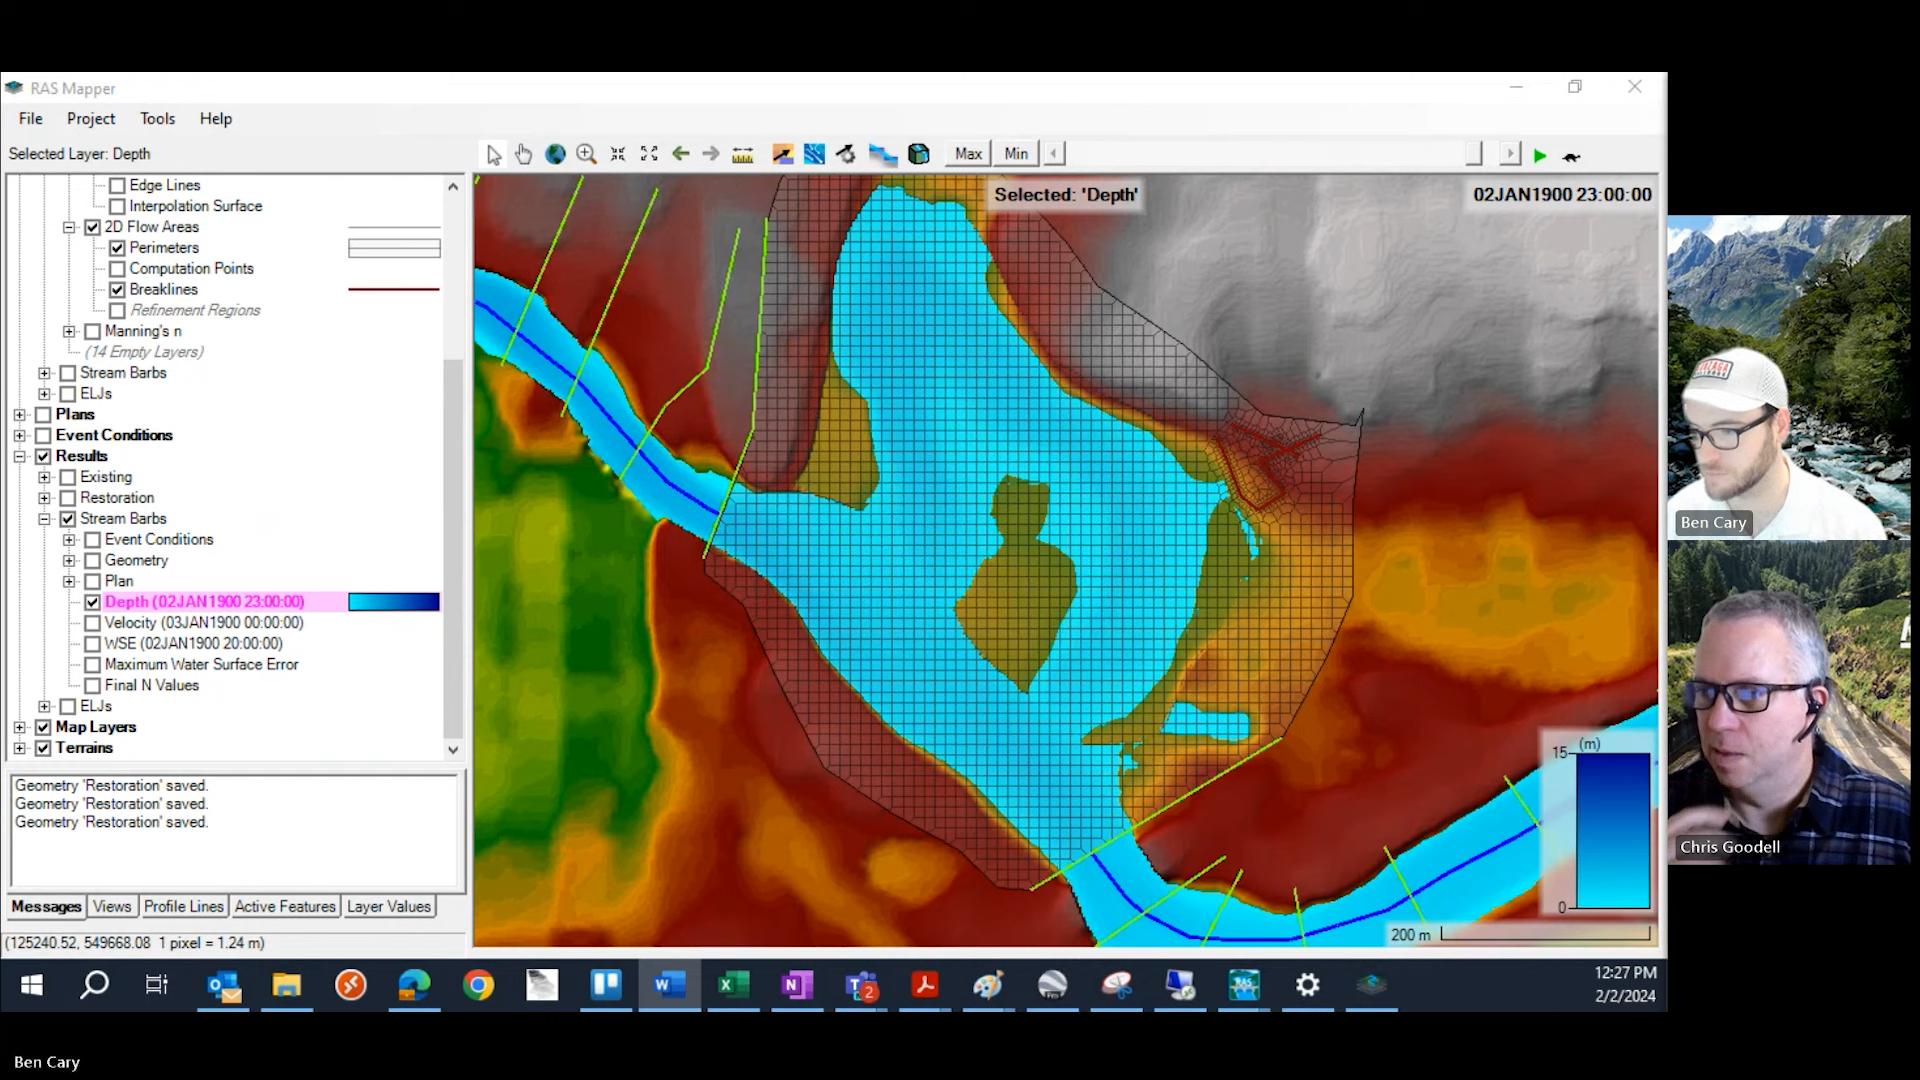 RAS Mapper
File Project Tools Help
Selected Layer: Depth
Max Min
Edge Lines
Interpolation Surface
2D Flow Areas
Perimeters
Computation Points
Breaklines
Refinement Regions
Manning's n
(14 Empty Layers)
Stream Barbs
ELJs
Plans
Event Conditions
Results
Existing
Restoration
Stream Barbs
Event Conditions
Geometry
Plan
Depth (02JAN1900 23:00:00)
Velocity (03JAN1900 00:00:00)
WSE (02JAN1900 20:00:00)
Maximum Water Surface Error
Final N Values
ELJs
Map Layers
Terrains
Geometry 'Restoration' saved.
Geometry 'Restoration' saved.
Geometry 'Restoration' saved.
Messages Views Profile Lines Active Features Layer Values
(125240.52, 549668.08 1 pixel = 1.24 m)
Selected: 'Depth'
02JAN1900 23:00:00
15 (m)
0
200 m
Ben Cary
Chris Goodell
2
12:27 PM
2/2/2024
Ben Cary